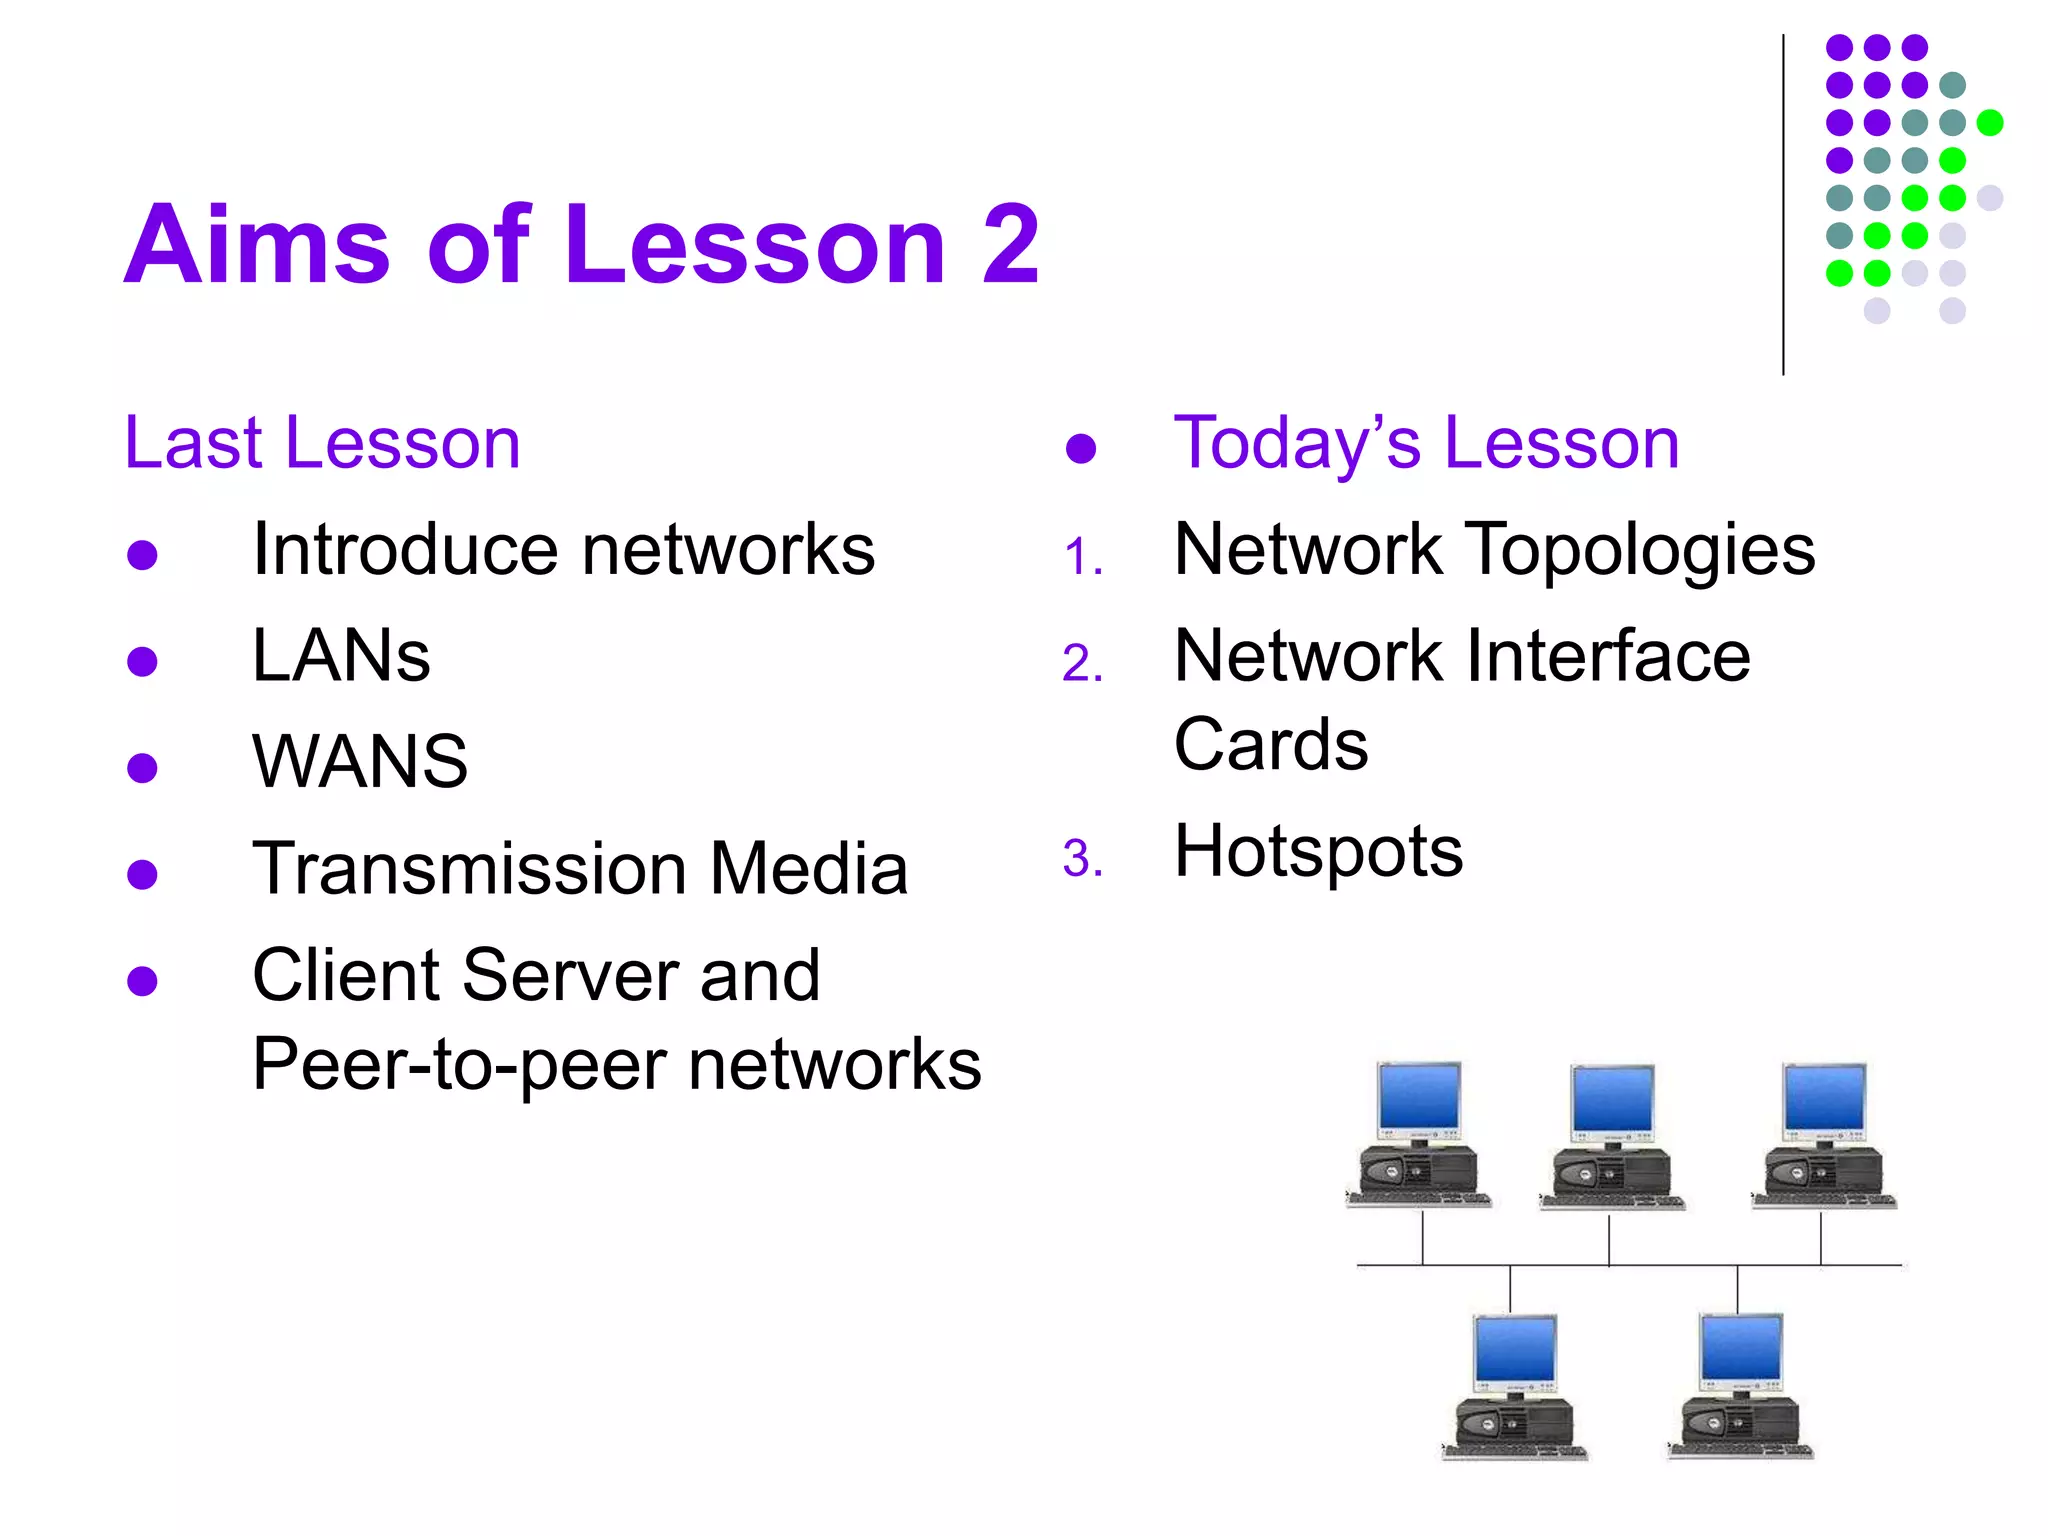 Aims of Lesson 2
Last Lesson
● Introduce networks
● LANs
● WANS
● Transmission Media
● Client Server and
Peer-to-peer networks
● Today’s Lesson
1. Network Topologies
2. Network Interface
Cards
3. Hotspots